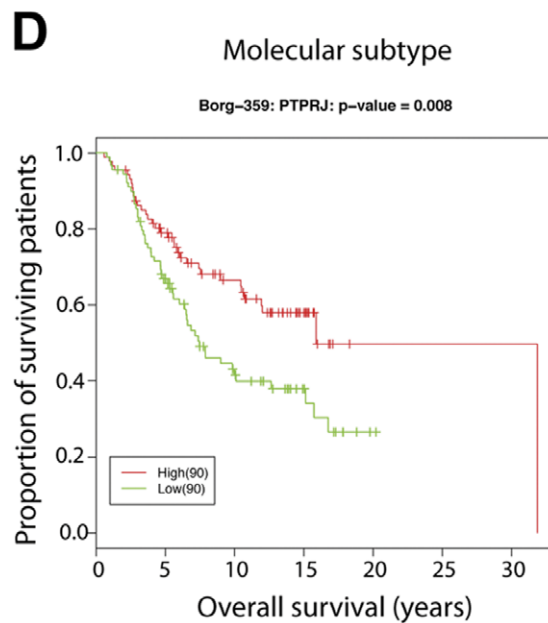 D
Molecular subtype
Borg–359: PTPRJ: p–value = 0.008
Proportion of surviving patients
1.0
0.8
0.6
0.4
0.2
0.0
High(90)
Low(90)
0 5 10 15 20 25 30
Overall survival (years)